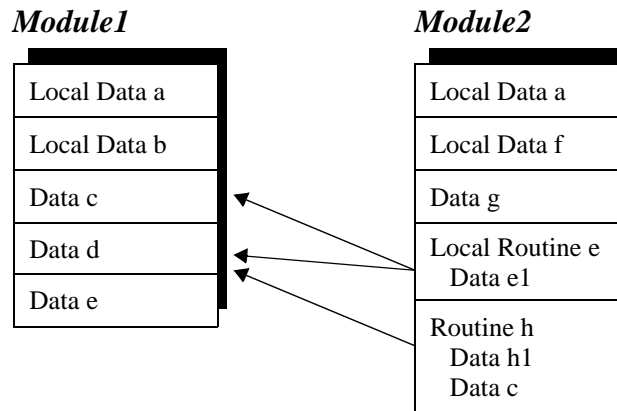 Module1
Local Data a
Local Data b
Data c
Data d
Data e
Module2
Local Data a
Local Data f
Data g
Local Routine e
Data e1
Routine h
Data h1
Data c